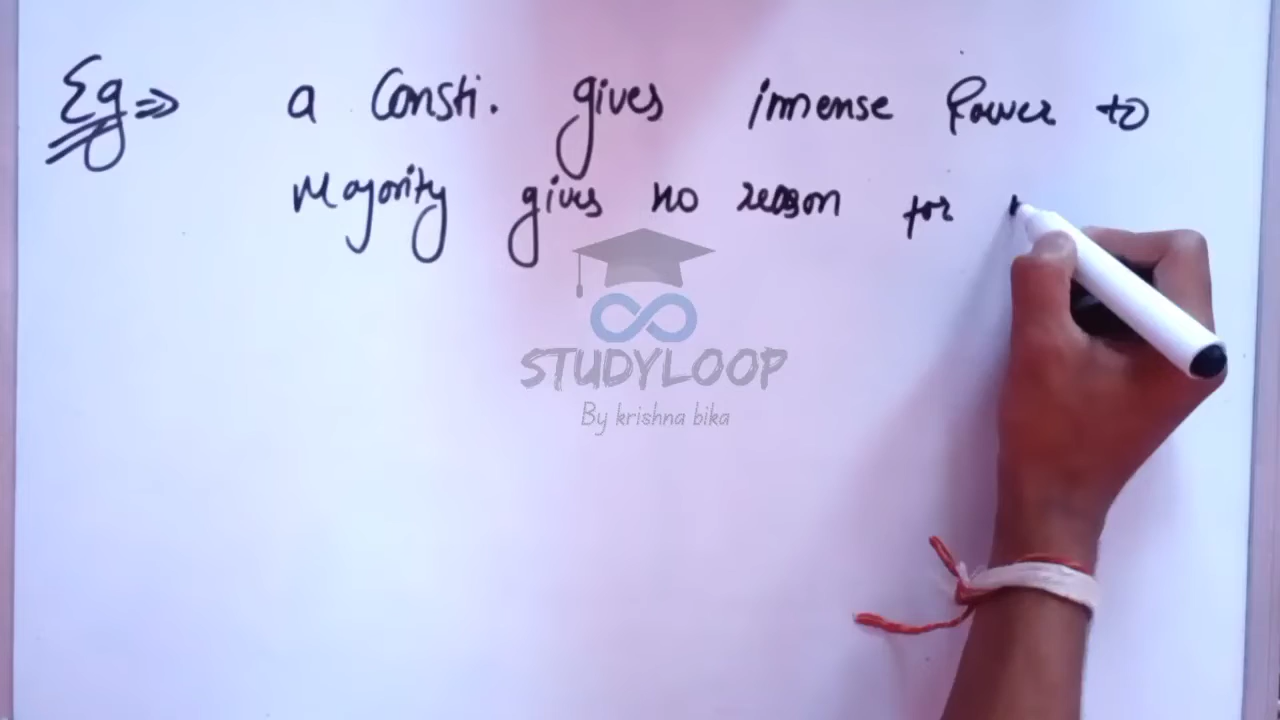 Eg => a Consti. gives immense Power to
Majority gives no reason for
STUDYLOOP
By krishna bika